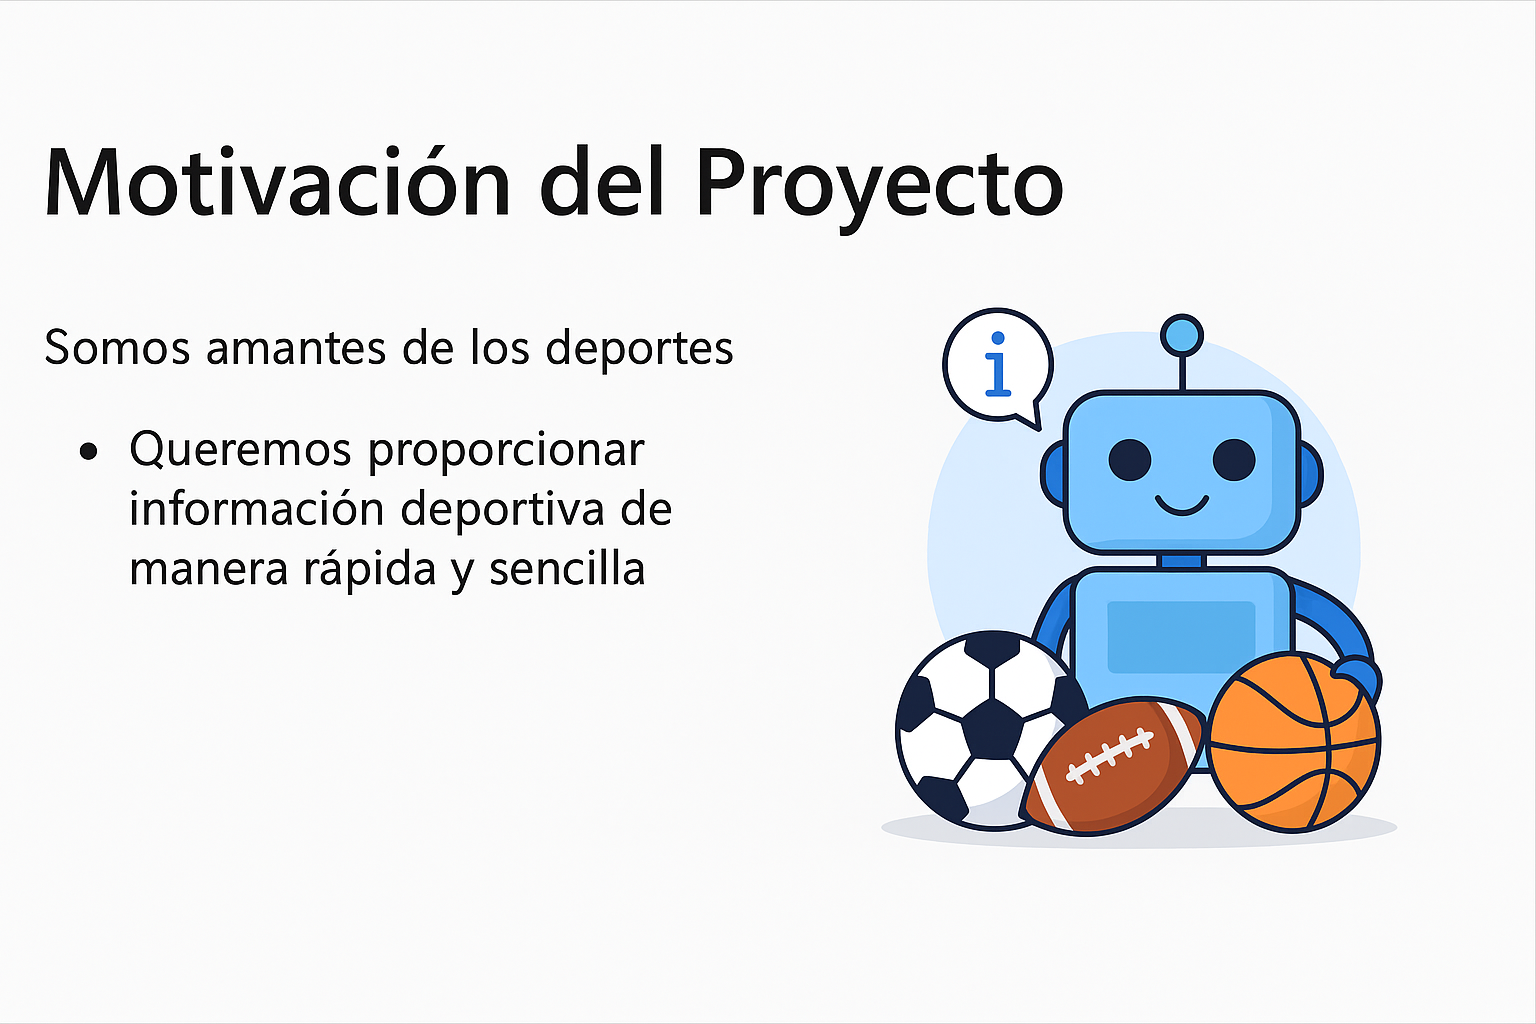 Motivación del Proyecto
Somos amantes de los deportes
• Queremos proporcionar
información deportiva de
manera rápida y sencilla
i